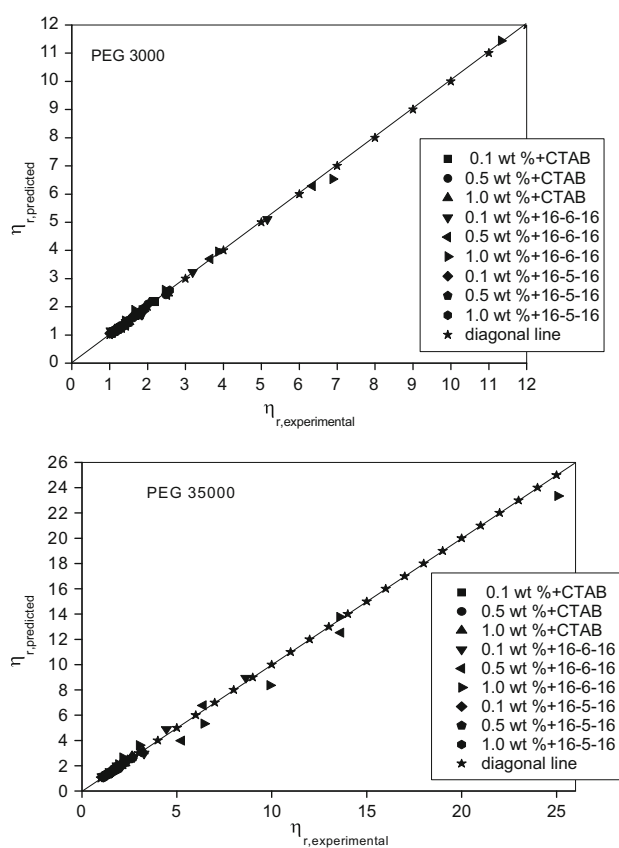 12
11
10
9
8
7
6
5
4
3
2
1
0
PEG 3000
η r,predicted
0.1 wt %+CTAB
0.5 wt %+CTAB
1.0 wt %+CTAB
0.1 wt %+16-6-16
0.5 wt %+16-6-16
1.0 wt %+16-6-16
0.1 wt %+16-5-16
0.5 wt %+16-5-16
1.0 wt %+16-5-16
diagonal line
0 1 2 3 4 5 6 7 8 9 10 11 12
η r,experimental
26
24
22
20
18
16
14
12
10
8
6
4
2
0
PEG 35000
η r,predicted
0.1 wt %+CTAB
0.5 wt %+CTAB
1.0 wt %+CTAB
0.1 wt %+16-6-16
0.5 wt %+16-6-16
1.0 wt %+16-6-16
0.1 wt %+16-5-16
0.5 wt %+16-5-16
1.0 wt %+16-5-16
diagonal line
0 5 10 15 20 25
η r,experimental